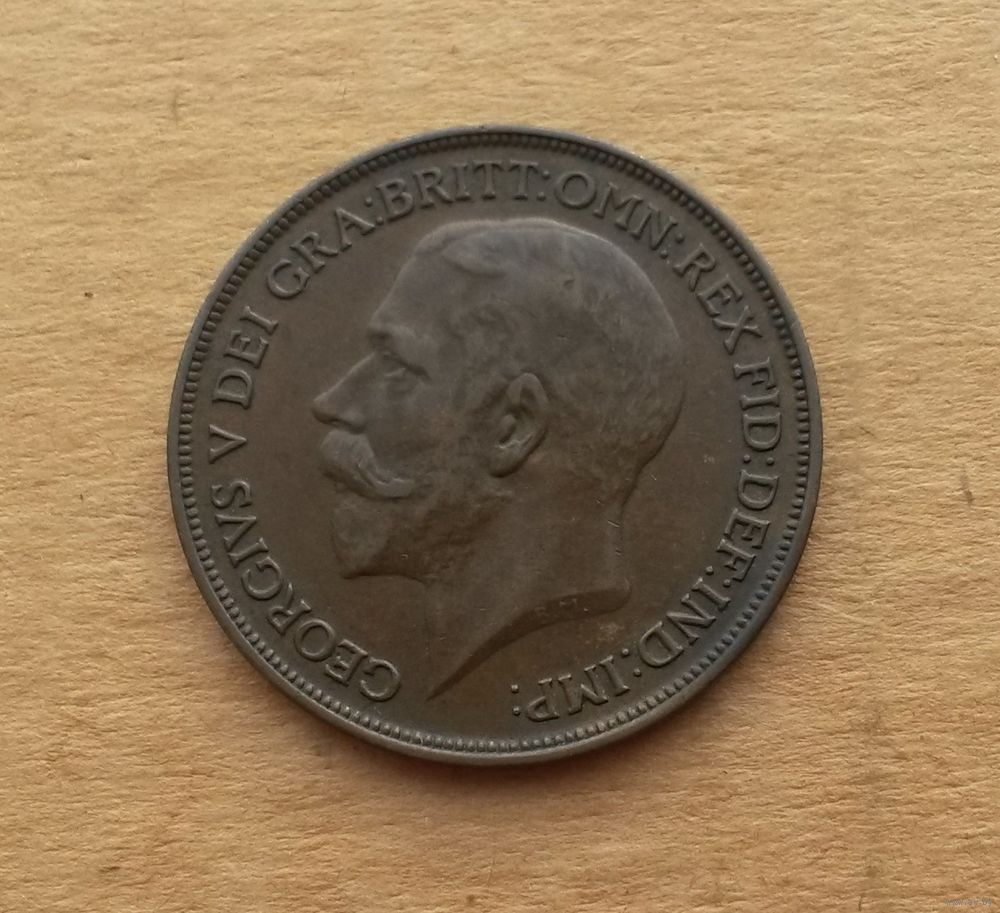 GEORGIVS V DEI GRA:BRITT:OMN:REX FID:DEF:IND:IMP:
B.M.